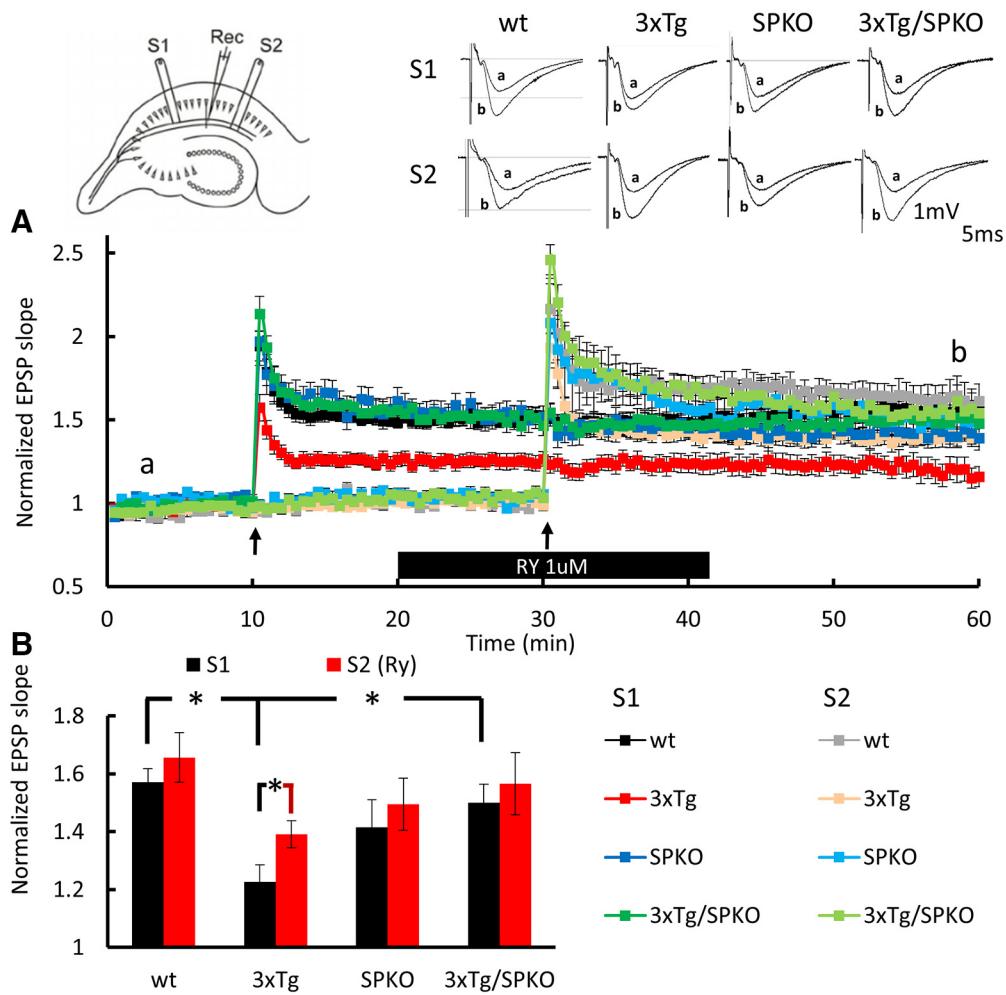 wt 3xTg SPKO 3xTg/SPKO
S1 Rec S2
S1
a a a a
b b b b
S2
a a a a
b b b b
1mV
5ms
A
Normalized EPSP slope
2.5
2
1.5
1
0.5
a
b
RY 1uM
0 10 20 30 40 50 60
Time (min)
B
Normalized EPSP slope
S1 S2 (Ry)
* *
*
1.8
1.6
1.4
1.2
1
wt 3xTg SPKO 3xTg/SPKO
S1 S2
wt wt
3xTg 3xTg
SPKO SPKO
3xTg/SPKO 3xTg/SPKO